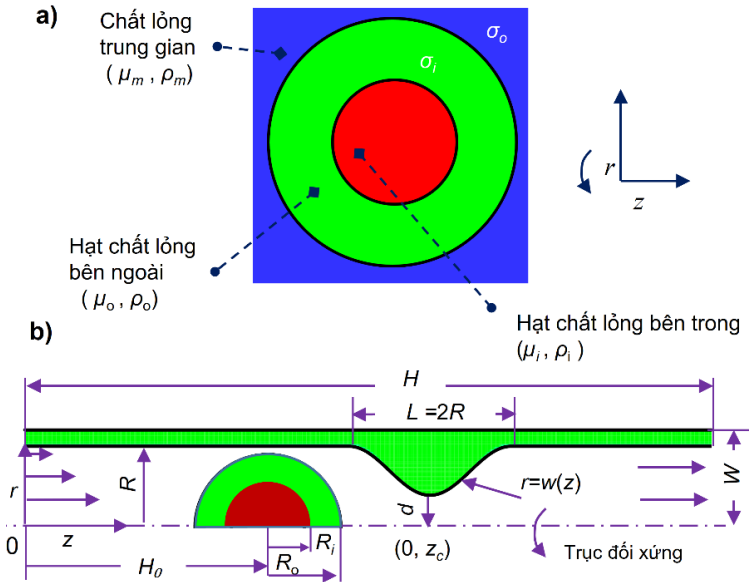 a)
Chất lỏng
trung gian
( μm , ρm)
σo
σi
r
z
Hạt chất lỏng
bên ngoài
( μo , ρo)
Hạt chất lỏng bên trong
(μi , ρi )
b)
H
L =2R
r
R
d
r=w(z)
W
0
z
Ri
(0, zc)
Trục đối xứng
H0
Ro